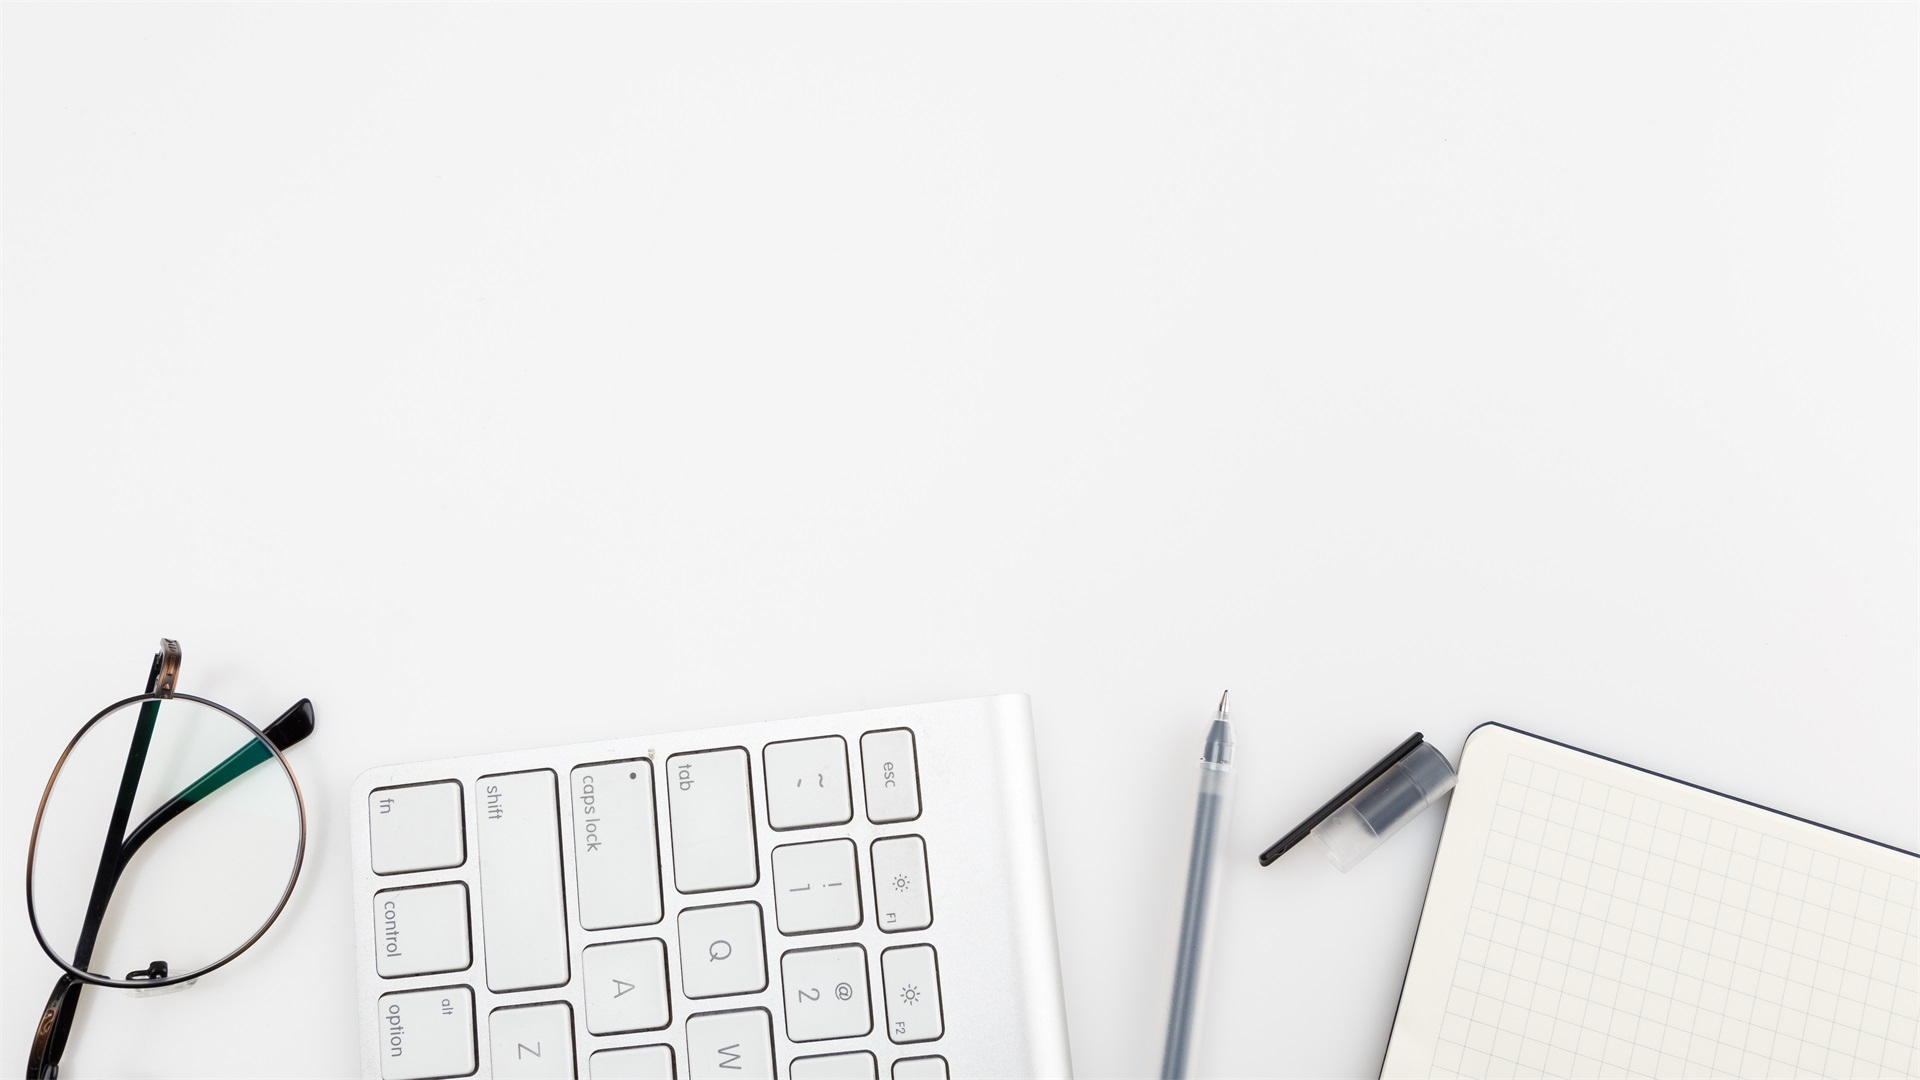 esc
F1
F2
~ `
! 1
@ 2
tab
Q
W
caps lock
A
shift
Z
fn
control
alt
option